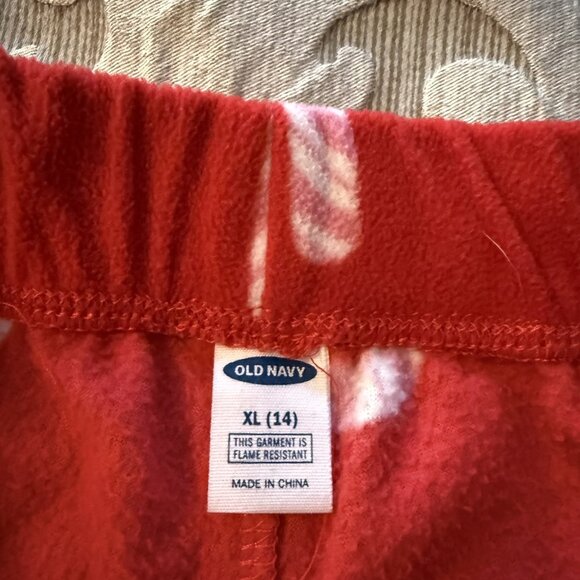 OLD NAVY
XL (14)
THIS GARMENT IS
FLAME RESISTANT
MADE IN CHINA